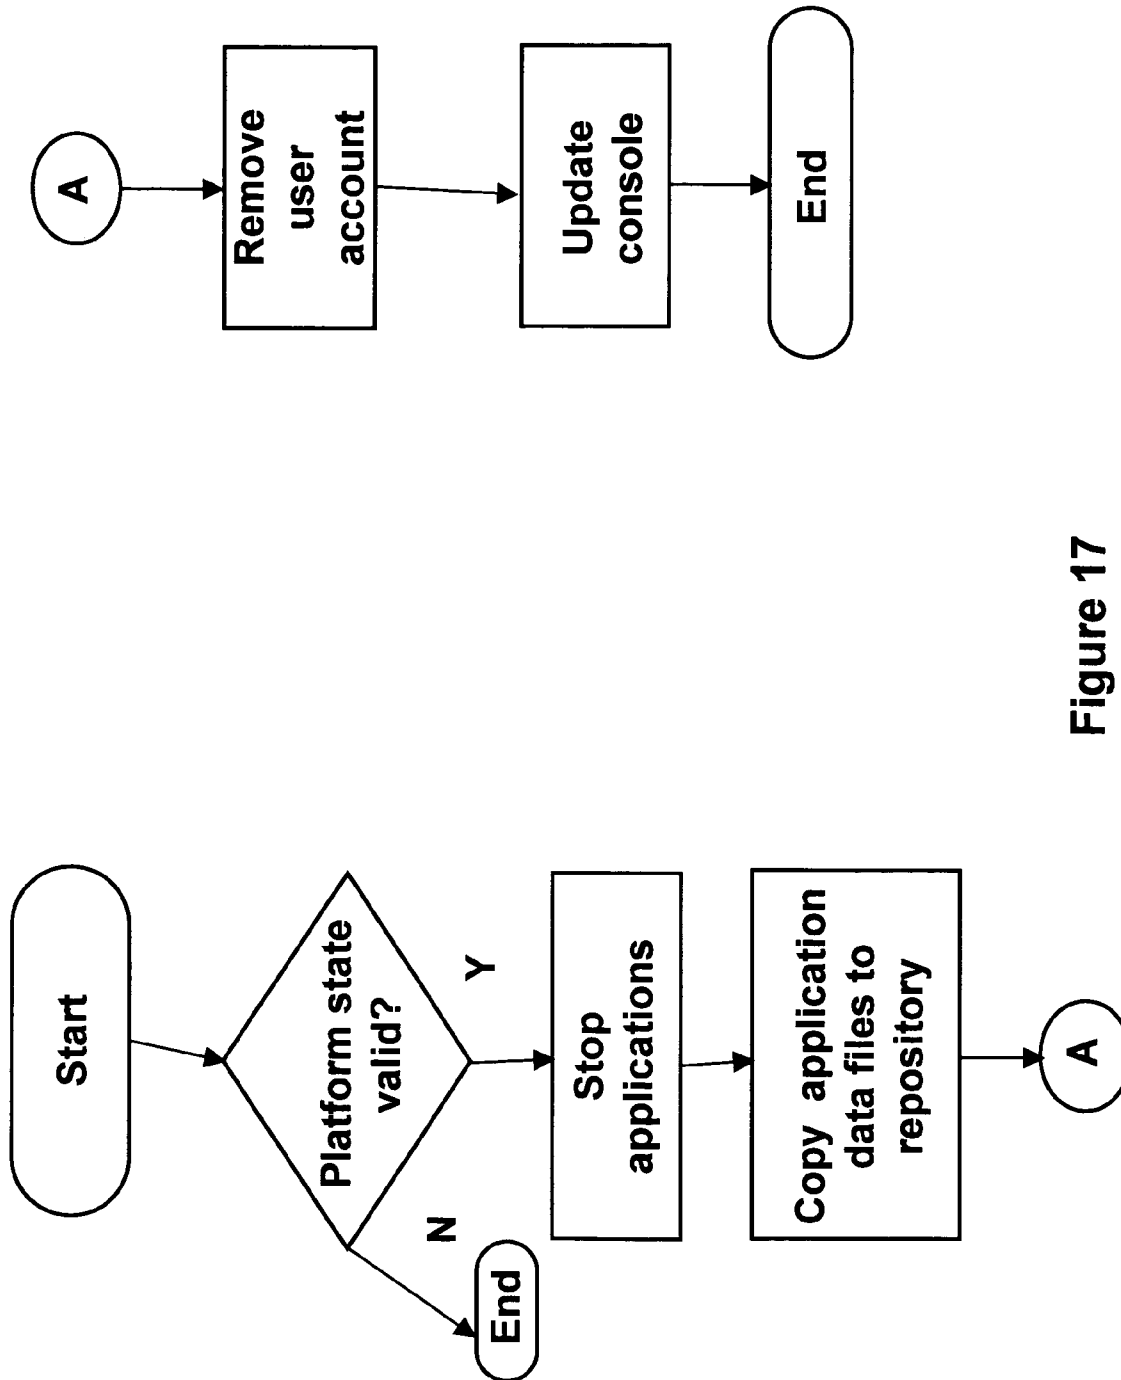 Start
Platform state
valid?
Y
N
End
Stop
applications
Copy application
data files to
repository
A
A
Remove
user
account
Update
console
End
Figure 17